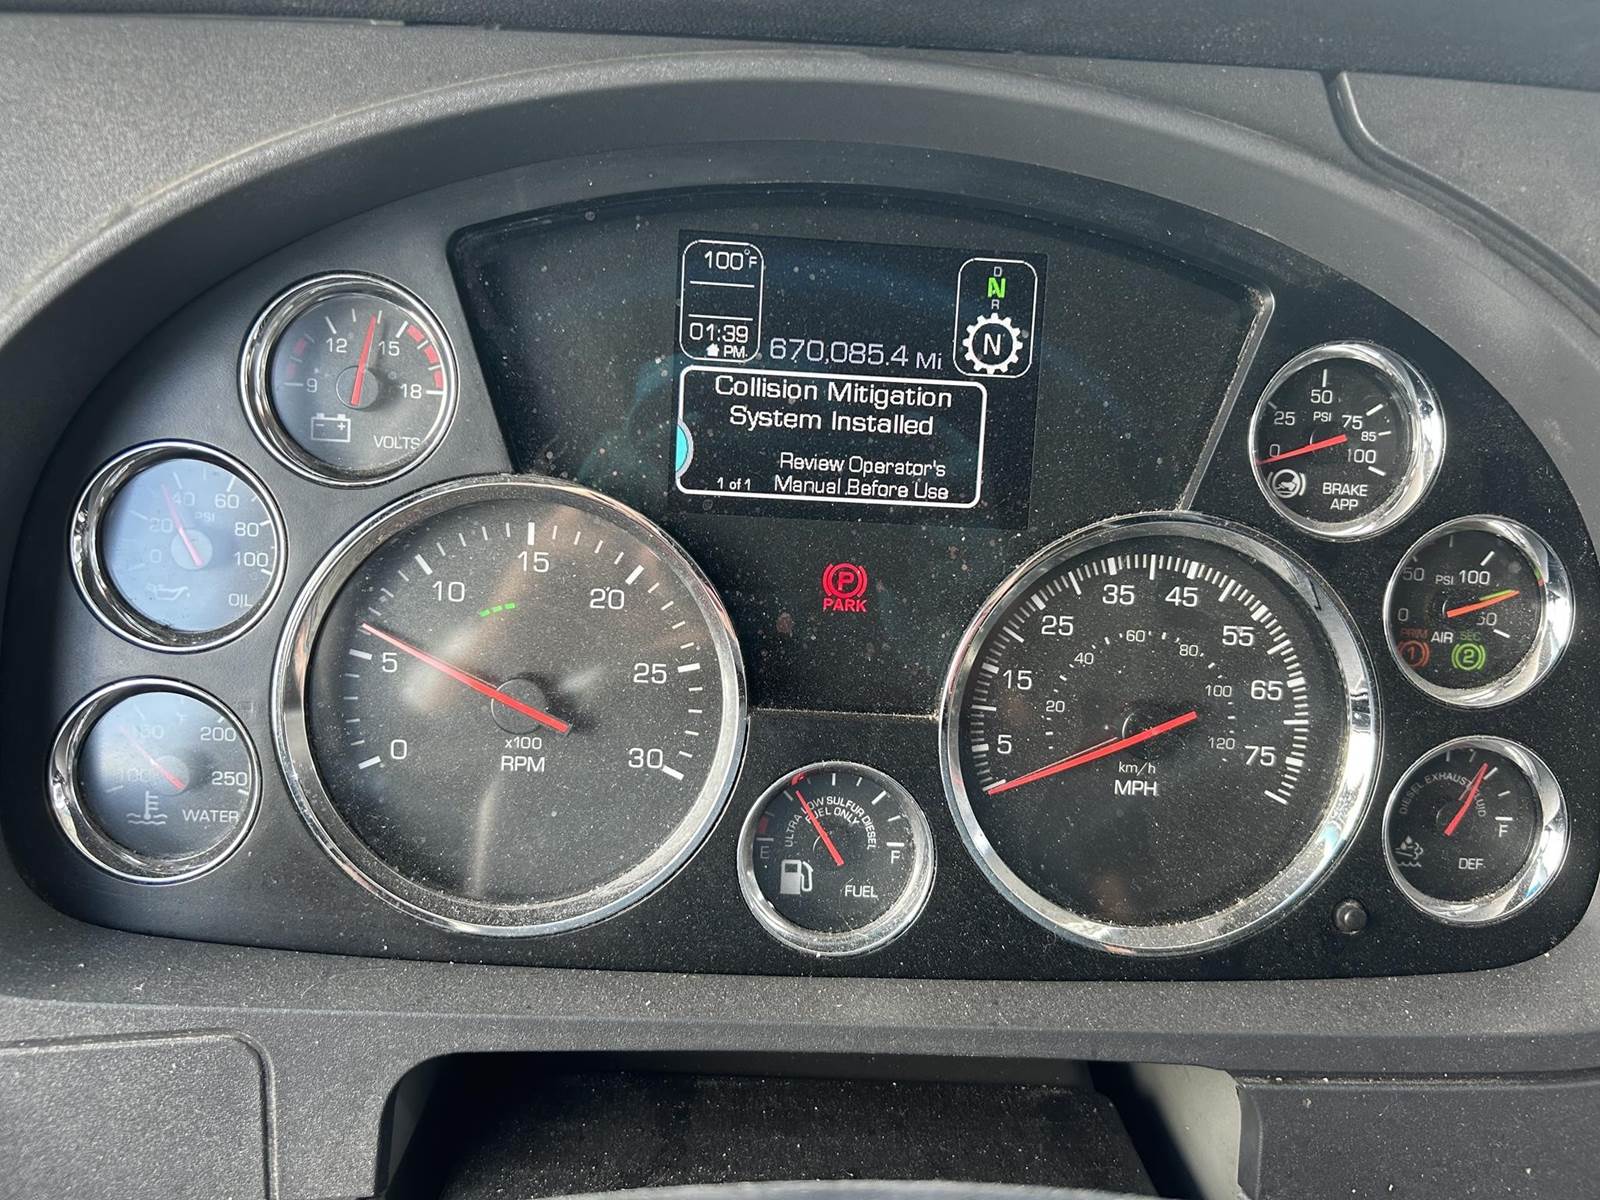 100°F
01:39
PM
670,085.4 Mi
D
N
R
N
Collision Mitigation
System Installed
Review Operator's
1 of 1 Manual Before Use
9 12 15 18
VOLTS
0 20 40 60 80 100
PSI
OIL
100 150 200 250
F
WATER
0 5 10 15 20 25 30
x100
RPM
P
PARK
5 15 25 35 45 55 65 75
20 40 60 80 100 120
km/h
MPH
ULTRA LOW SULFUR DIESEL
FUEL ONLY
E F
FUEL
0 25 50 75 85 100
PSI
BRAKE
APP
0 50 PSI 100
PRIM AIR SEC
1 2
DIESEL EXHAUST FLUID
F
DEF